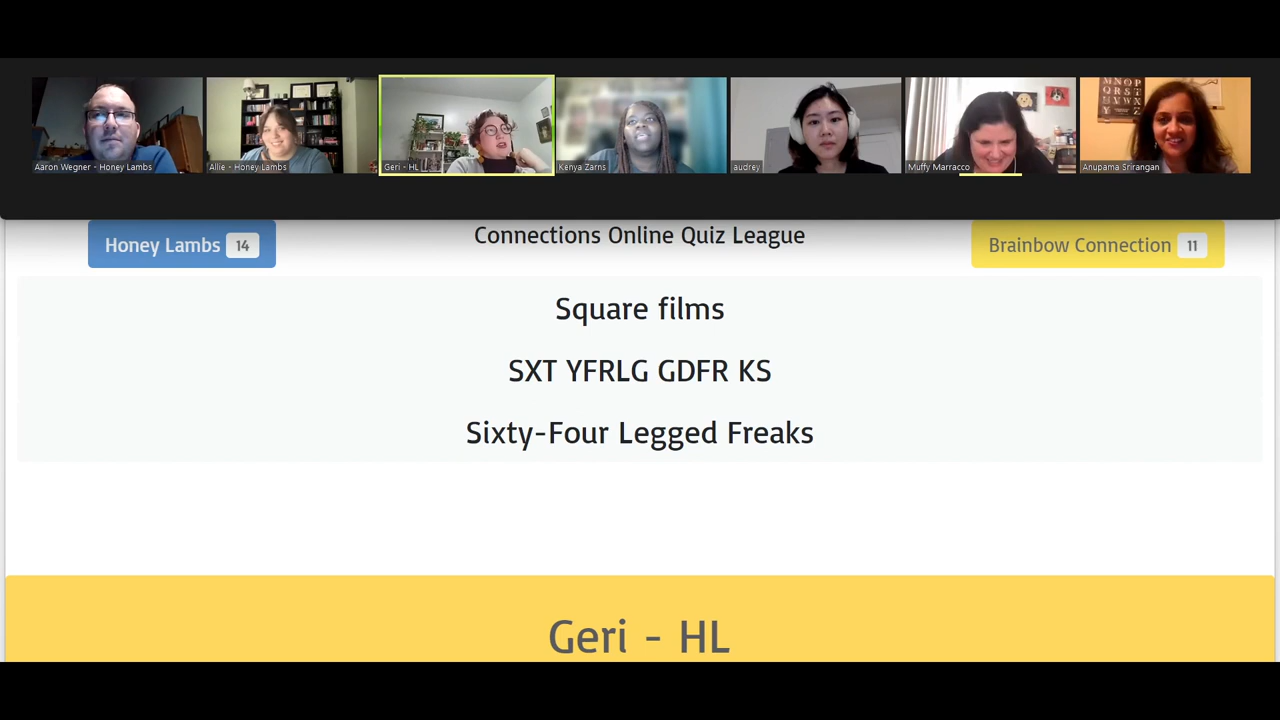 Aaron Wegner - Honey Lambs
Allie - Honey Lambs
Geri - HL
Kenya Zarns
audrey
Muffy Marracco
Anupama Srirangan
Honey Lambs 14
Connections Online Quiz League
Brainbow Connection 11
Square films
SXT YFRLG GDFR KS
Sixty-Four Legged Freaks
Geri - HL